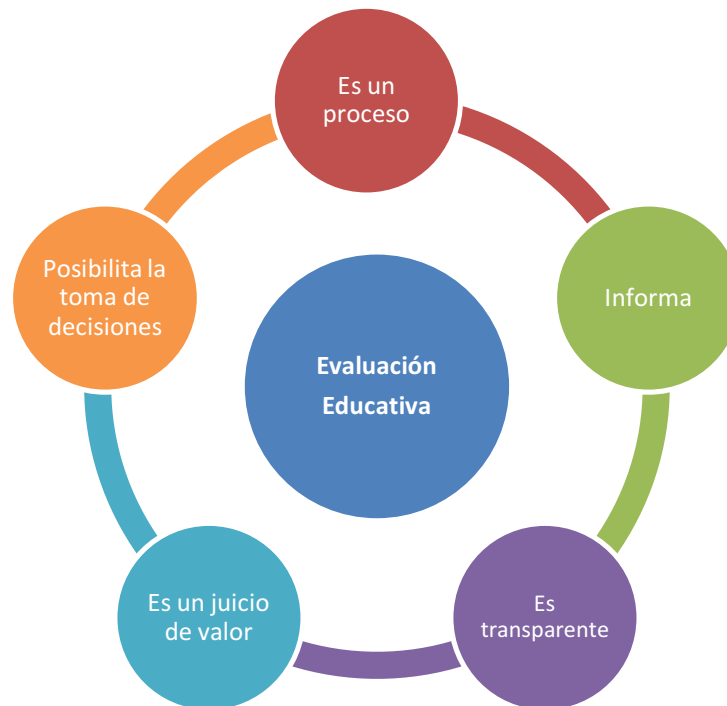 Es un
proceso
Informa
Es
transparente
Es un juicio
de valor
Posibilita la
toma de
decisiones
Evaluación
Educativa